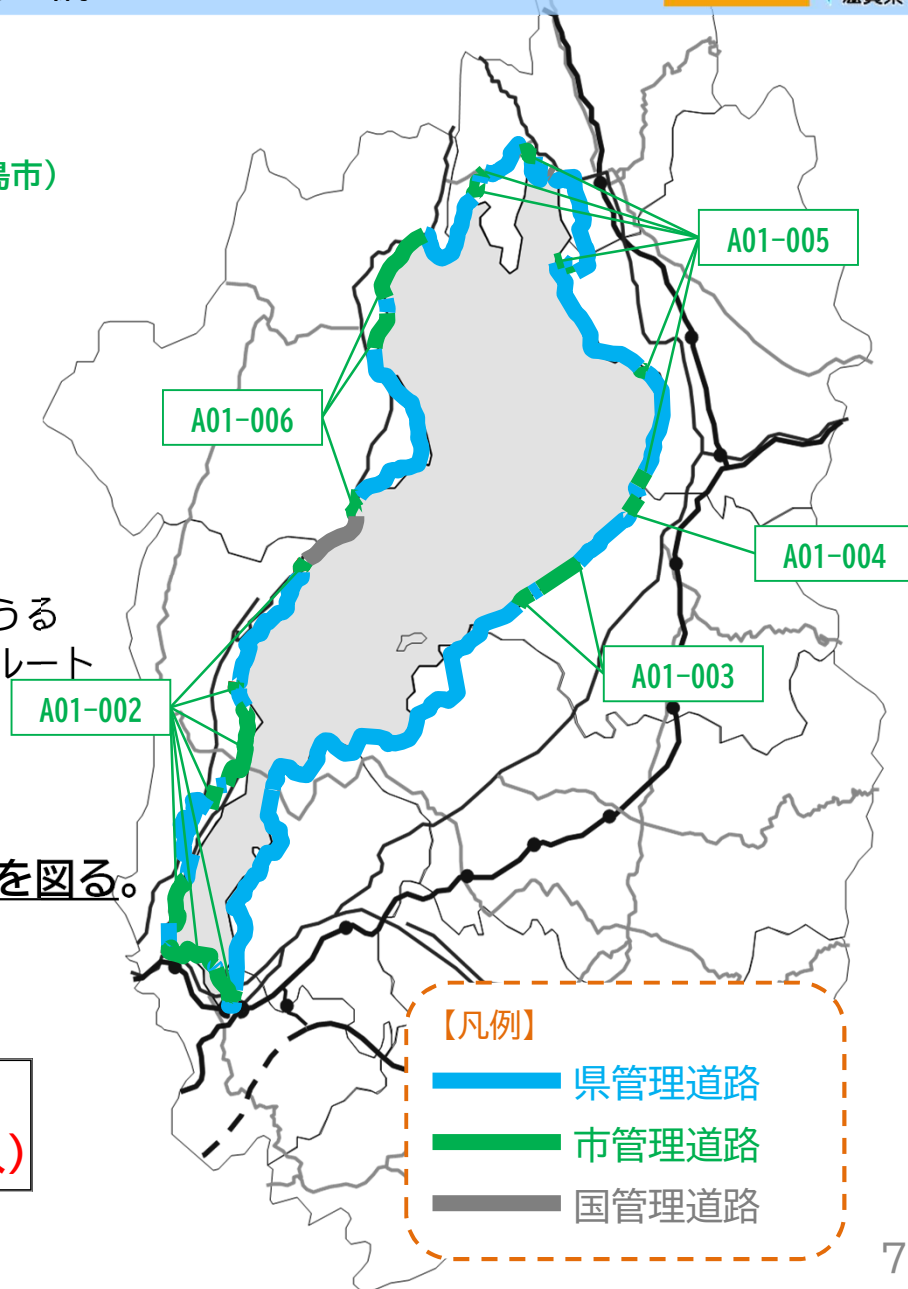 島市）
A01-005
A01-006
A01-004
うる
ルート
A01-003
A01-002
を図る。
【凡例】
県管理道路
市管理道路
国管理道路
）
7